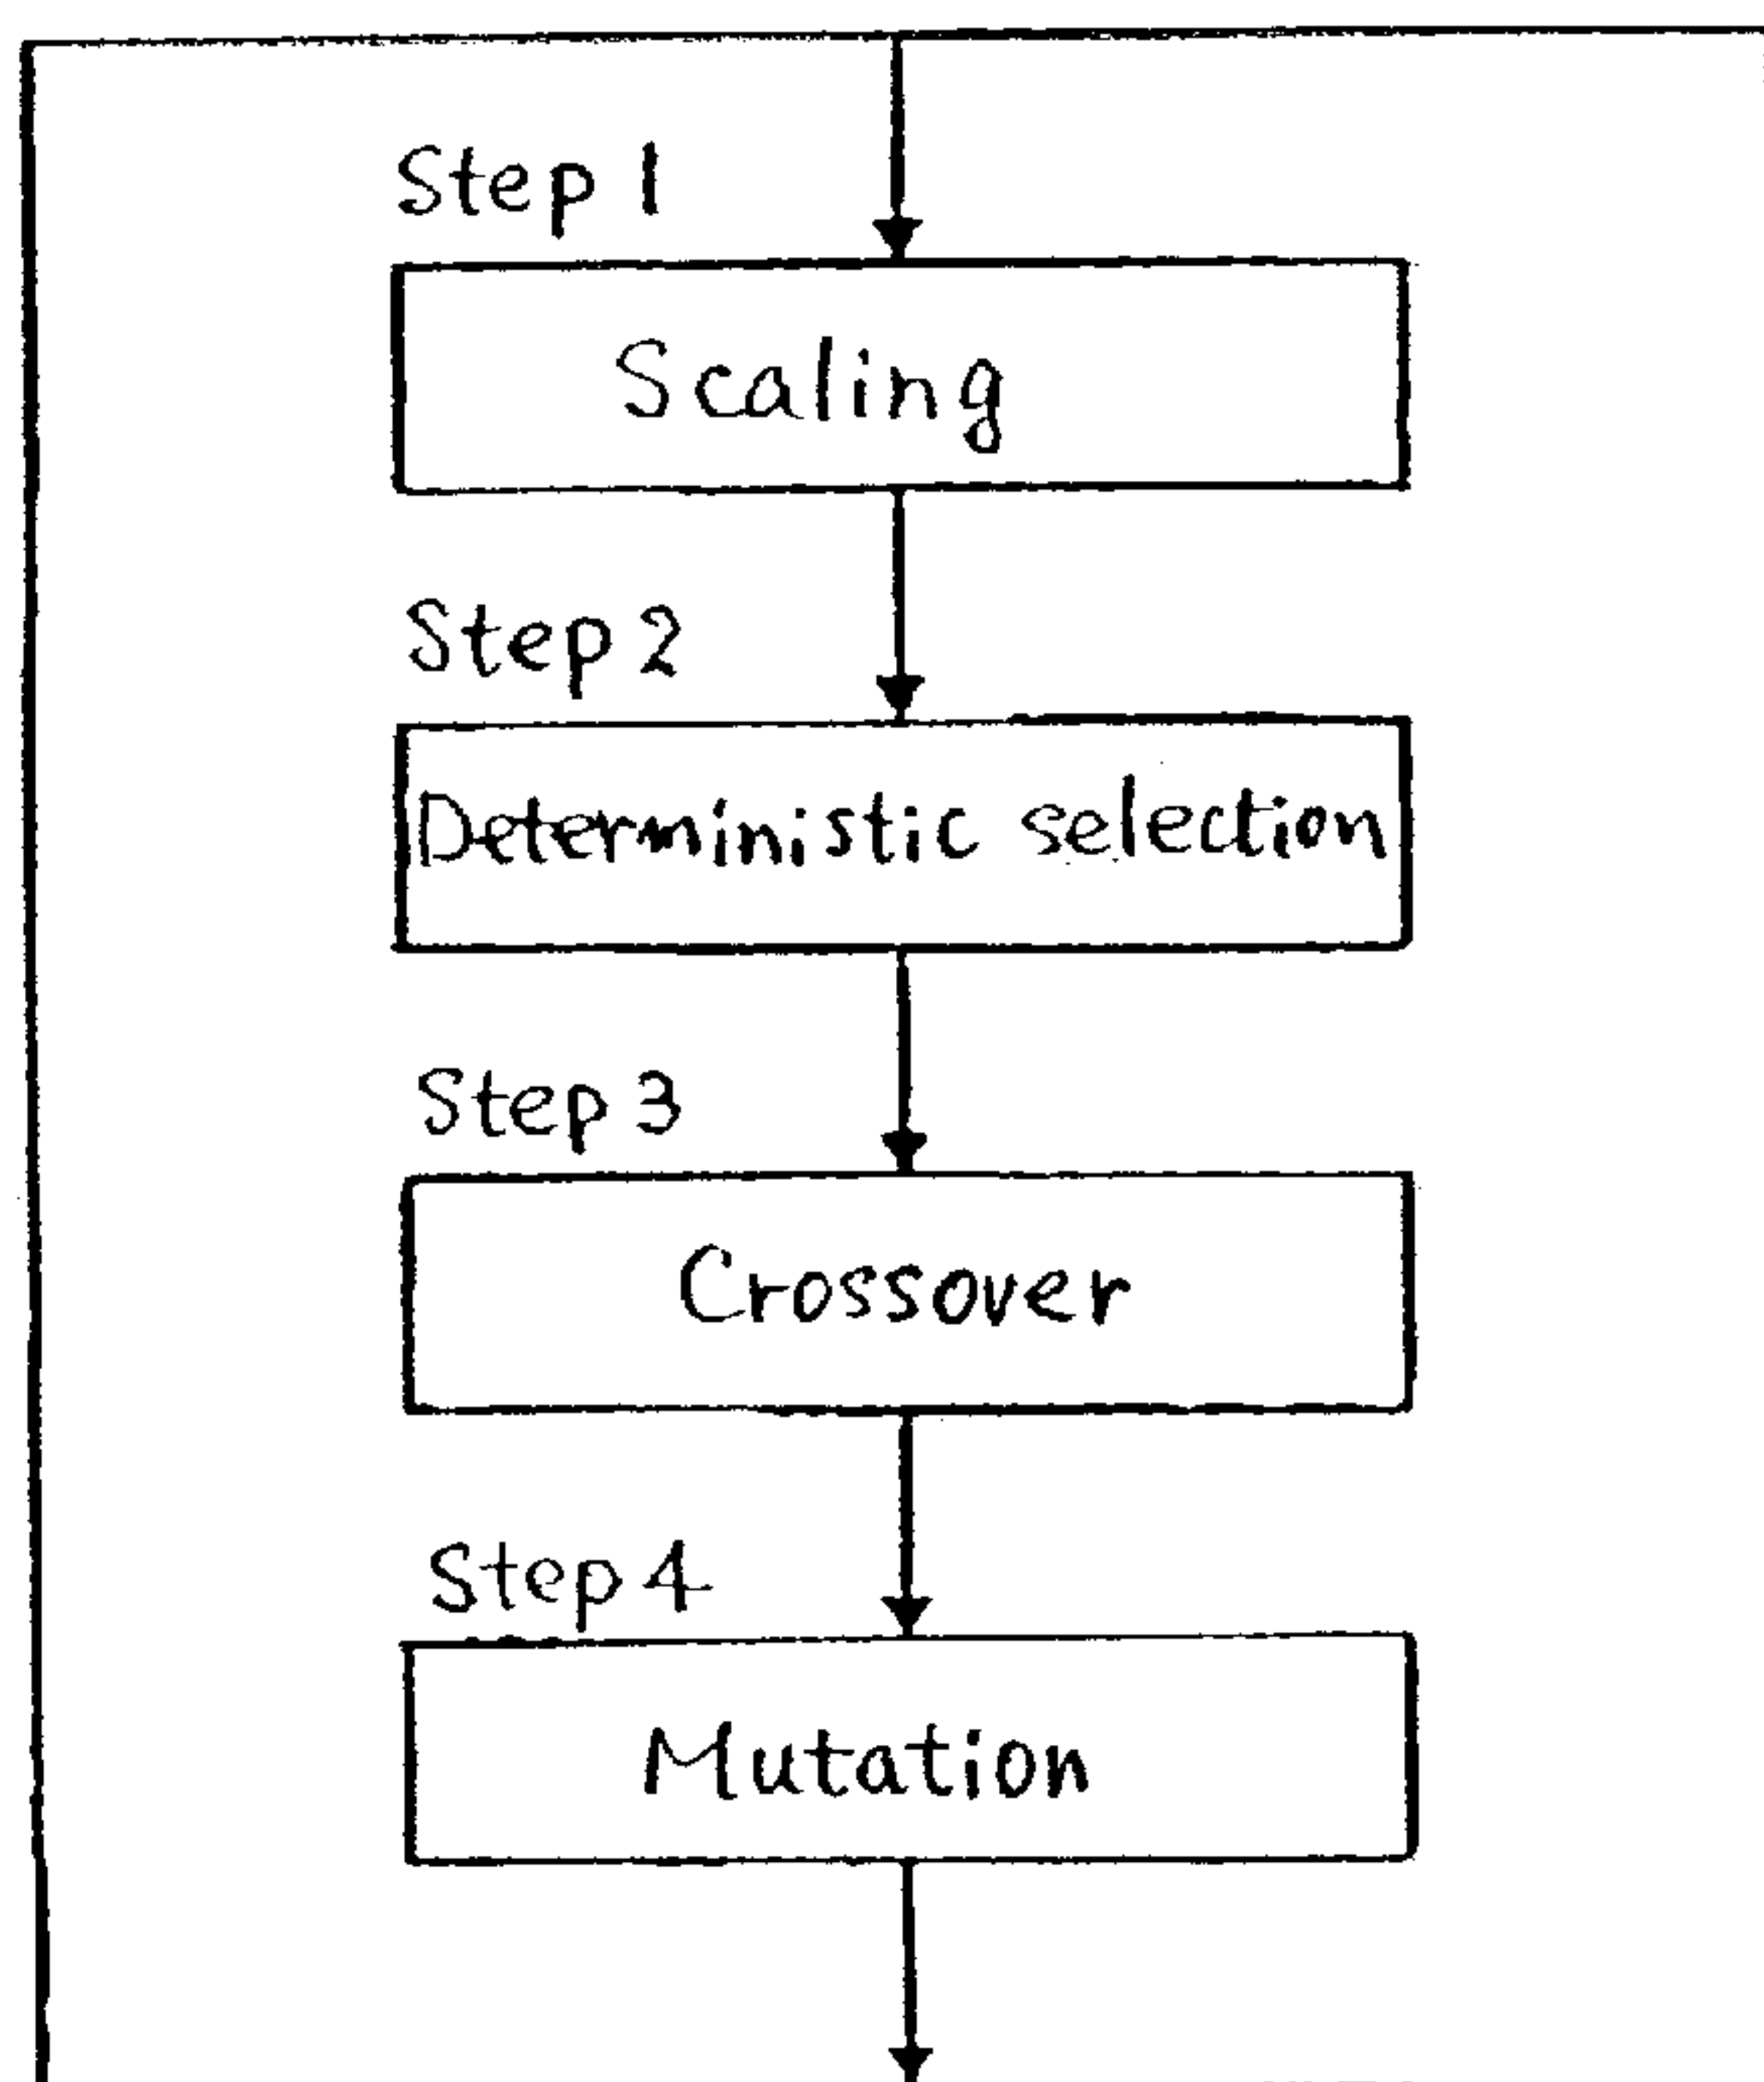 Step 1
Scaling
Step 2
Deterministic selection
Step 3
Crossover
Step 4
Mutation